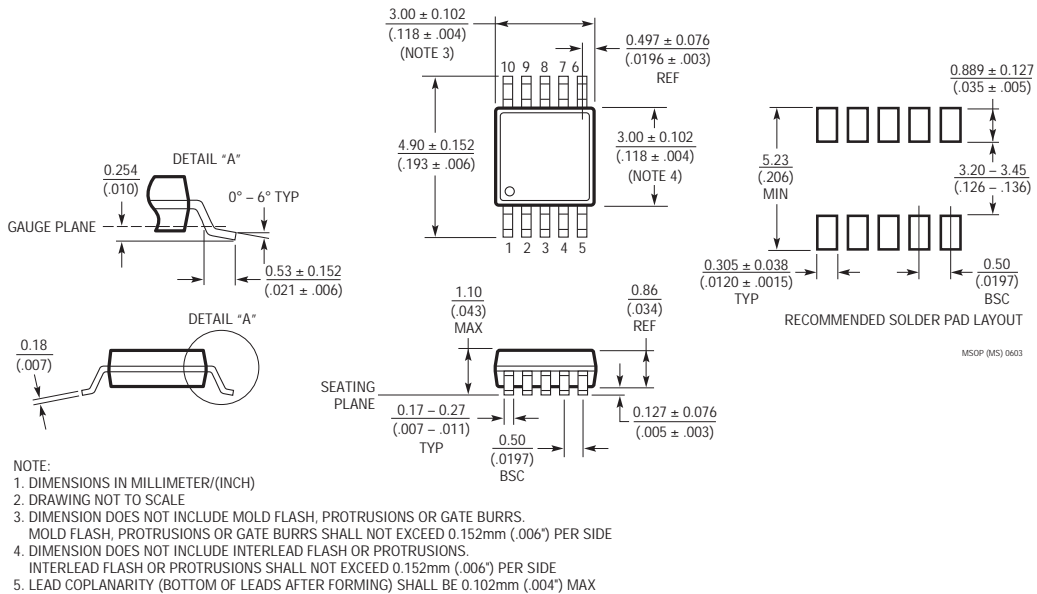 3.00 ± 0.102
(.118 ± .004)
(NOTE 3)
0.497 ± 0.076
(.0196 ± .003)
REF
10 9 8 7 6
4.90 ± 0.152
(.193 ± .006)
3.00 ± 0.102
(.118 ± .004)
(NOTE 4)
1 2 3 4 5
DETAIL “A”
0.254
(.010)
0° – 6° TYP
GAUGE PLANE
0.53 ± 0.152
(.021 ± .006)
DETAIL “A”
0.18
(.007)
0.889 ± 0.127
(.035 ± .005)
5.23
(.206)
MIN
3.20 – 3.45
(.126 – .136)
0.305 ± 0.038
(.0120 ± .0015)
TYP
0.50
(.0197)
BSC
RECOMMENDED SOLDER PAD LAYOUT
MSOP (MS) 0603
1.10
(.043)
MAX
0.86
(.034)
REF
SEATING
PLANE
0.17 – 0.27
(.007 – .011)
TYP
0.50
(.0197)
BSC
0.127 ± 0.076
(.005 ± .003)
NOTE:
1. DIMENSIONS IN MILLIMETER/(INCH)
2. DRAWING NOT TO SCALE
3. DIMENSION DOES NOT INCLUDE MOLD FLASH, PROTRUSIONS OR GATE BURRS.
MOLD FLASH, PROTRUSIONS OR GATE BURRS SHALL NOT EXCEED 0.152mm (.006") PER SIDE
4. DIMENSION DOES NOT INCLUDE INTERLEAD FLASH OR PROTRUSIONS.
INTERLEAD FLASH OR PROTRUSIONS SHALL NOT EXCEED 0.152mm (.006") PER SIDE
5. LEAD COPLANARITY (BOTTOM OF LEADS AFTER FORMING) SHALL BE 0.102mm (.004") MAX